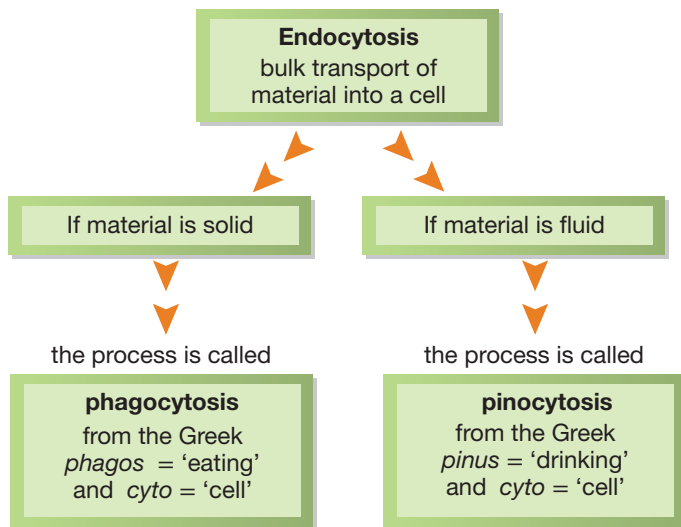 Endocytosis
bulk transport of
material into a cell
If material is solid
If material is fluid
the process is called
the process is called
phagocytosis
from the Greek
phagos = ‘eating’
and cyto = ‘cell’
pinocytosis
from the Greek
pinus = ‘drinking’
and cyto = ‘cell’